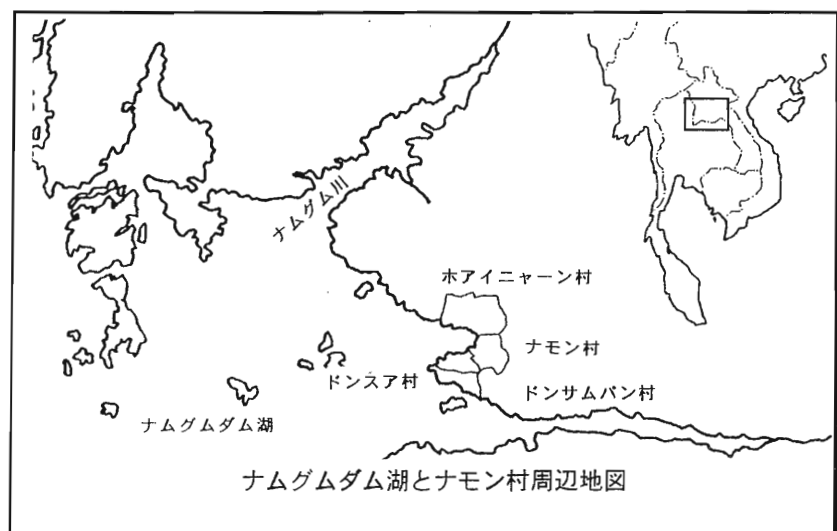 ナムグム川
ホアイニャーン村
ナモン村
ドンスア村
ドンサムパン村
ナムグムダム湖
ナムグムダム湖とナモン村周辺地図